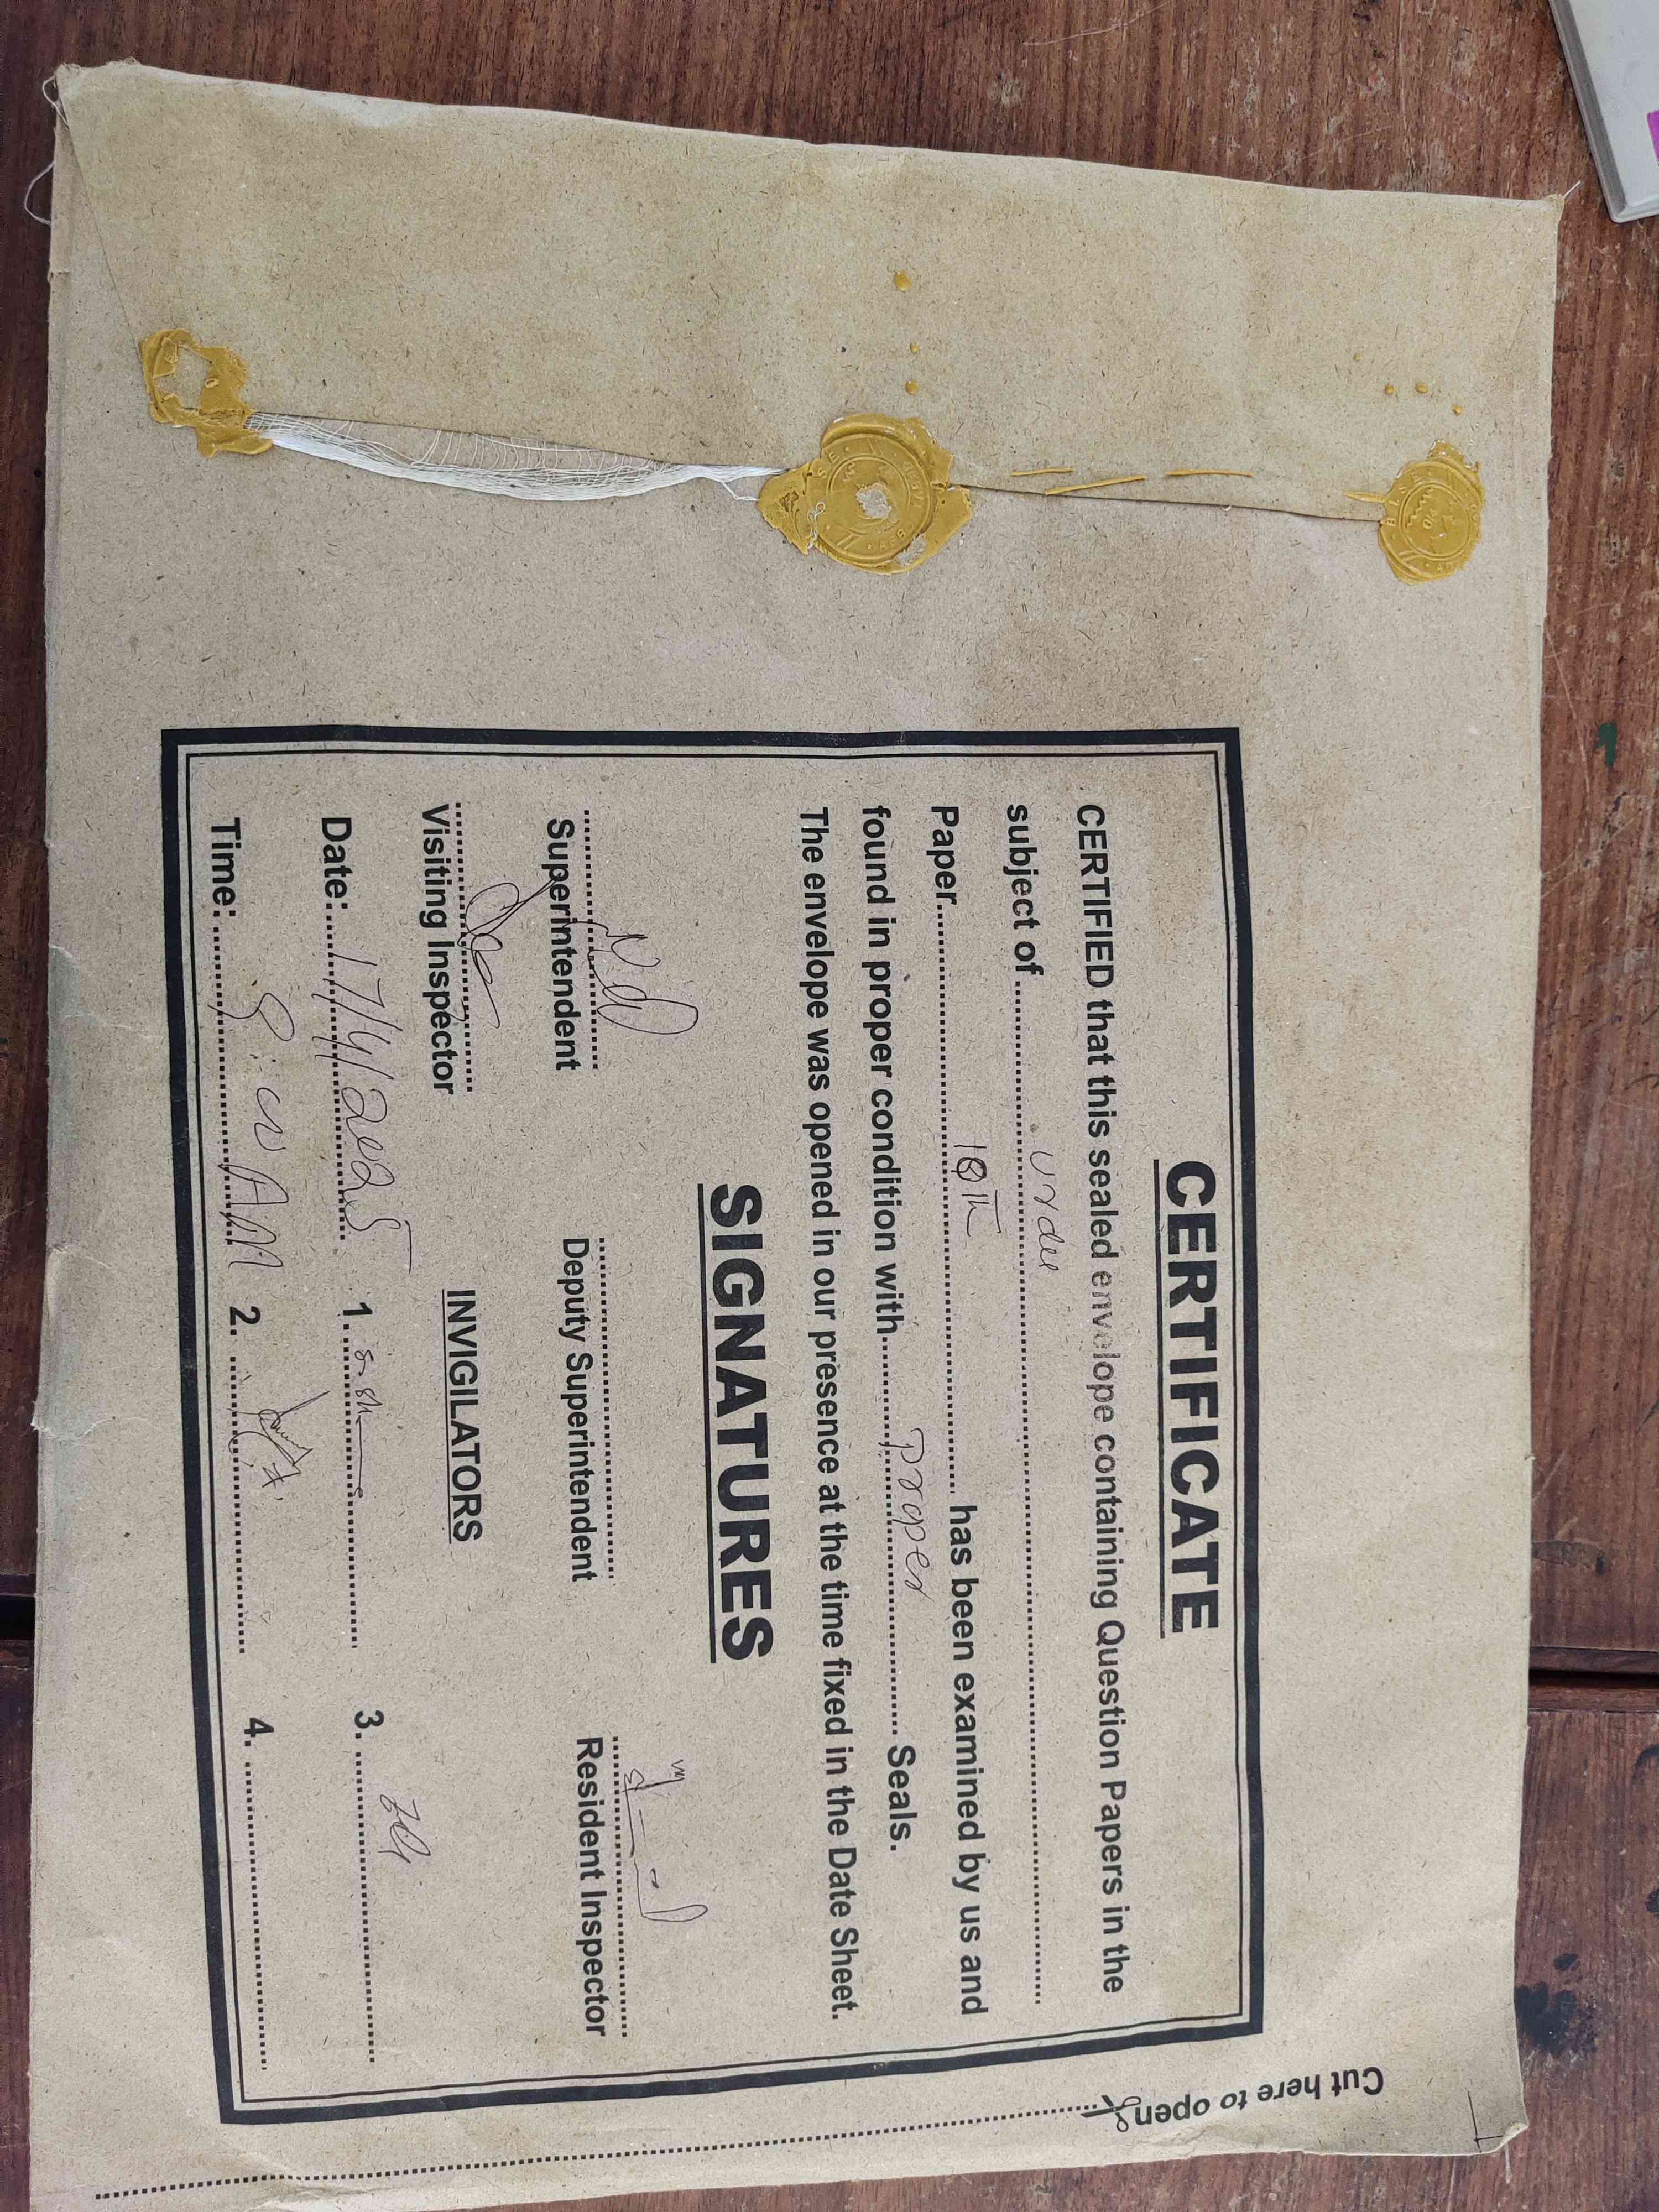 CERTIFICATE
CERTIFIED that this sealed envelope containing Question Papers in the
subject of........ urdu ........
Paper........ 10th ........ has been examined by us and
found in proper condition with........ proper ........ Seals.
The envelope was opened in our presence at the time fixed in the Date Sheet.
SIGNATURES
Superintendent Deputy Superintendent Resident Inspector
Visiting Inspector INVIGILATORS
Date: 17/4/2025 1. 3.
Time: AM 2. 4.
Cut here to open